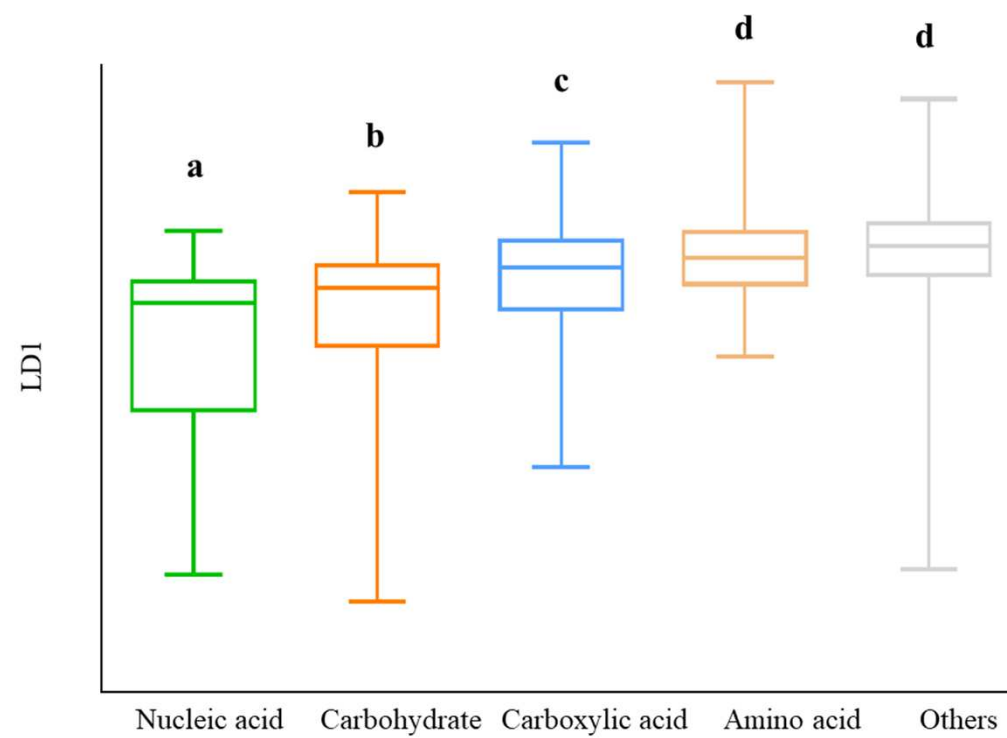 d
d
c
b
a
LD1
Nucleic acid
Carbohydrate
Carboxylic acid
Amino acid
Others